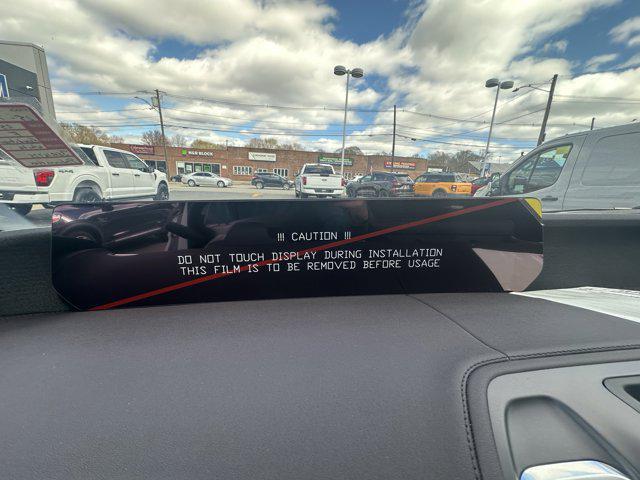 H&R BLOCK
!!! CAUTION !!!
DO NOT TOUCH DISPLAY DURING INSTALLATION
THIS FILM IS TO BE REMOVED BEFORE USAGE